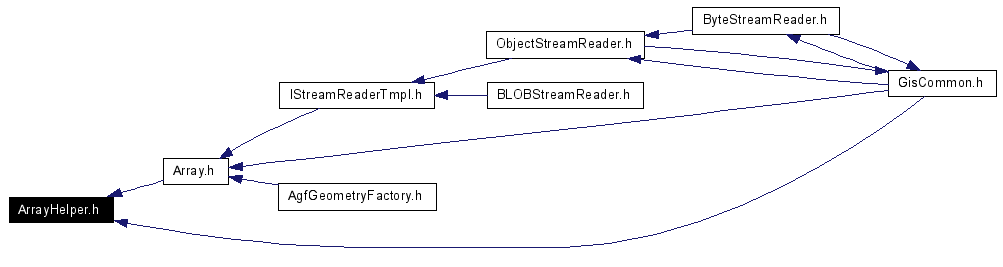 ByteStreamReader.h
ObjectStreamReader.h
GisCommon.h
IStreamReaderTmpl.h
BLOBStreamReader.h
Array.h
AgfGeometryFactory.h
ArrayHelper.h